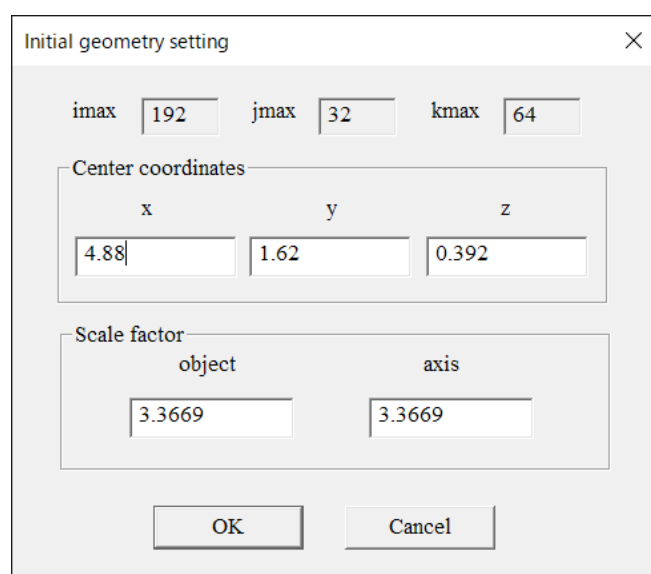 Initial geometry setting
imax 192 jmax 32 kmax 64
Center coordinates
x y z
4.88 1.62 0.392
Scale factor
object axis
3.3669 3.3669
OK Cancel